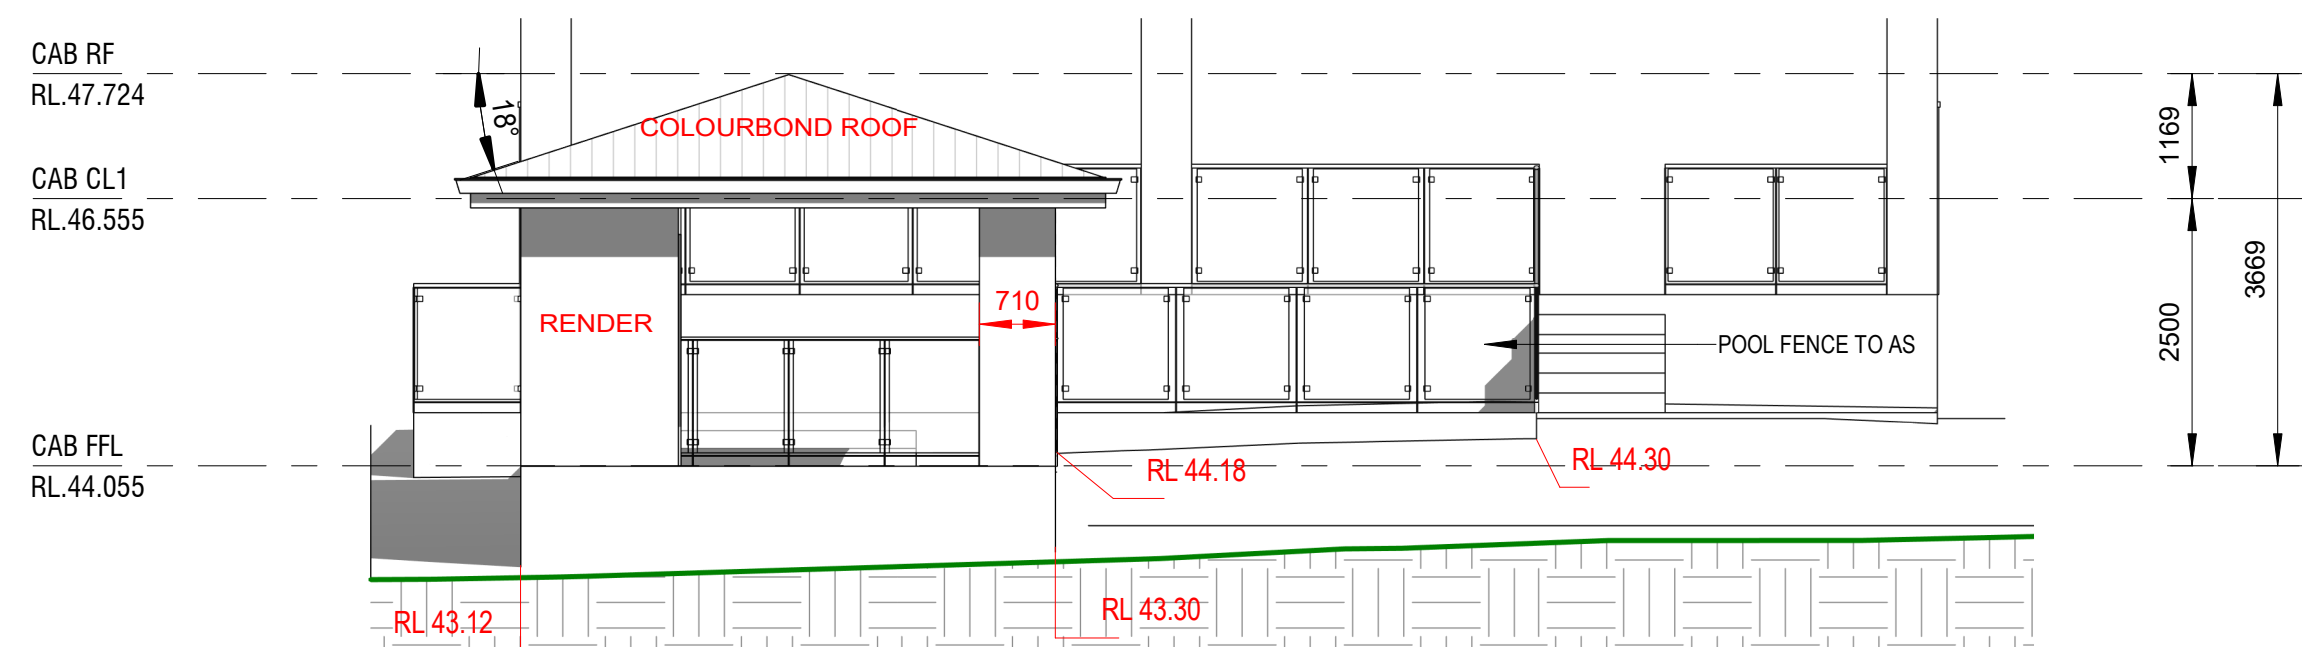 CAB RF
RL.47.724
18°
COLOURBOND ROOF
1169
CAB CL1
RL.46.555
3669
710
RENDER
2500
POOL FENCE TO AS
CAB FFL
RL.44.055
RL 44.18
RL 44.30
RL 43.12
RL 43.30